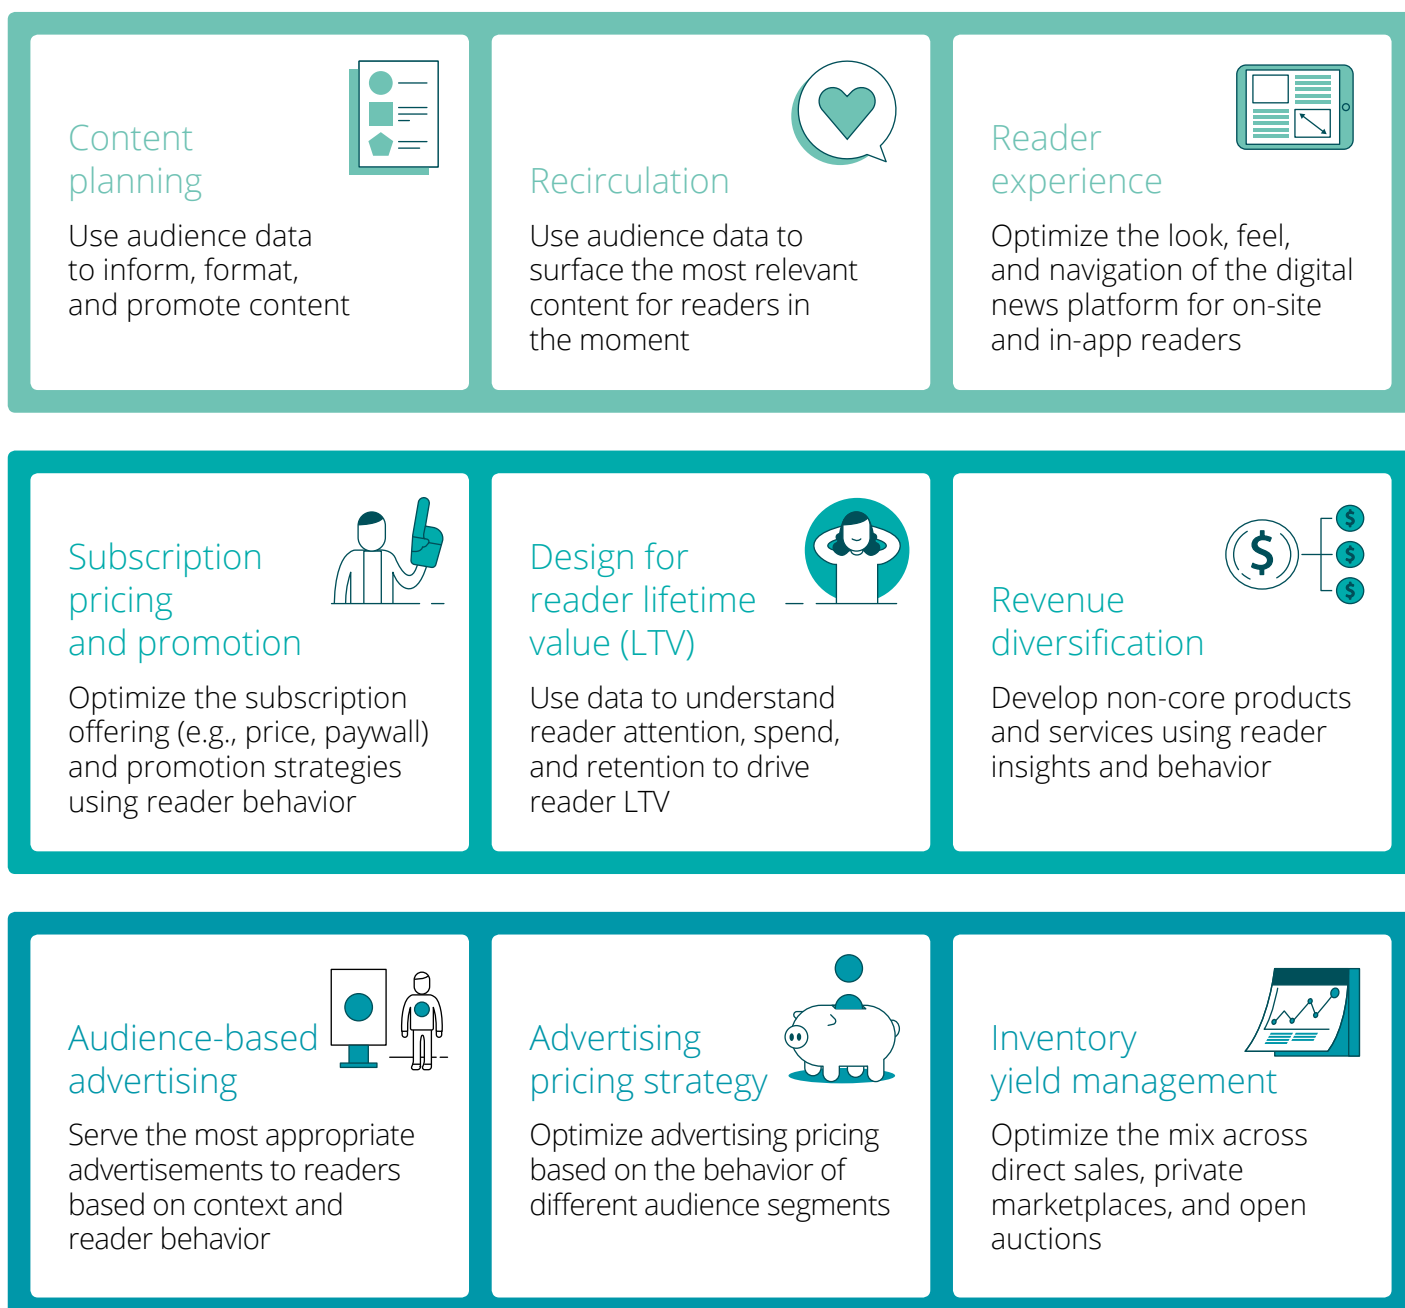 Content
planning
Use audience data
to inform, format,
and promote content
Recirculation
Use audience data to
surface the most relevant
content for readers in
the moment
Reader
experience
Optimize the look, feel,
and navigation of the digital
news platform for on-site
and in-app readers
Subscription
pricing
and promotion
Optimize the subscription
offering (e.g., price, paywall)
and promotion strategies
using reader behavior
Design for
reader lifetime
value (LTV)
Use data to understand
reader attention, spend,
and retention to drive
reader LTV
$
$
$
$
Revenue
diversification
Develop non-core products
and services using reader
insights and behavior
Audience-based
advertising
Serve the most appropriate
advertisements to readers
based on context and
reader behavior
Advertising
pricing strategy
Optimize advertising pricing
based on the behavior of
different audience segments
Inventory
yield management
Optimize the mix across
direct sales, private
marketplaces, and open
auctions